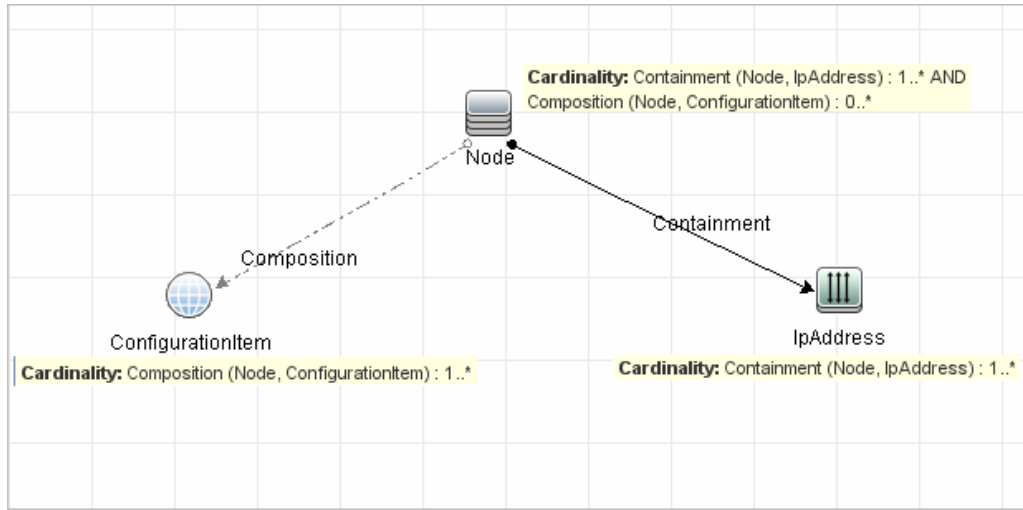 Cardinality: Containment (Node, IpAddress) : 1..* AND
Composition (Node, ConfigurationItem) : 0..*
Node
Containment
Composition
ConfigurationItem
IpAddress
Cardinality: Composition (Node, ConfigurationItem) : 1..*
Cardinality: Containment (Node, IpAddress) : 1..*